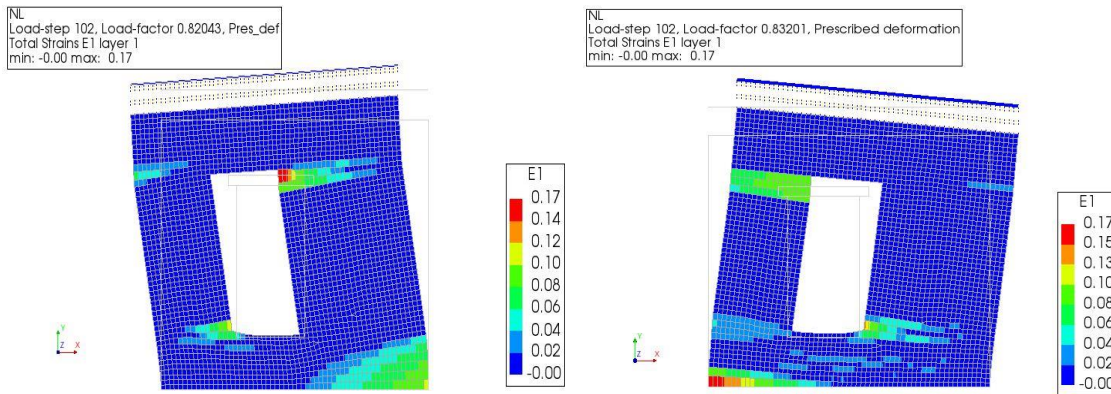 NL
Load-step 102, Load-factor 0.82043, Pres_def
Total Strains E1 layer 1
min: -0.00 max: 0.17
E1
0.17
0.14
0.12
0.10
0.08
0.06
0.04
0.02
-0.00
Y
Z X
NL
Load-step 102, Load-factor 0.83201, Prescribed deformation
Total Strains E1 layer 1
min: -0.00 max: 0.17
E1
0.17
0.15
0.13
0.10
0.08
0.06
0.04
0.02
-0.00
Y
Z X